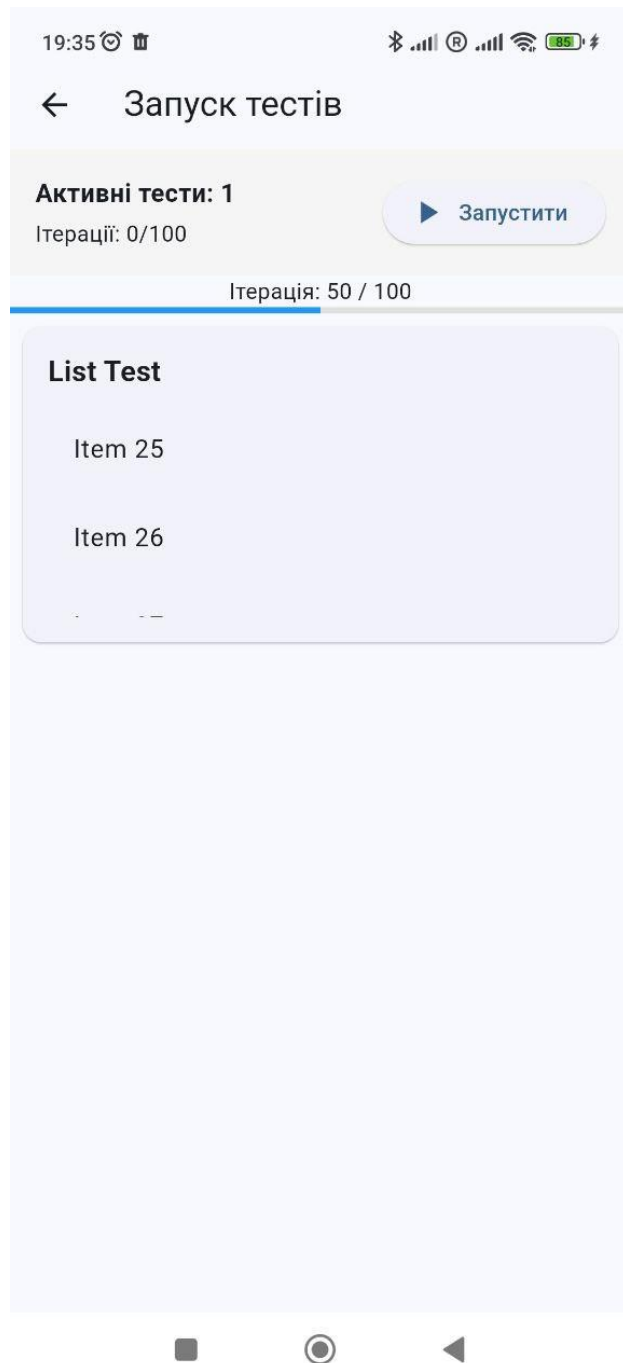 19:35 ® 85
Запуск тестів
Активні тести: 1
Запустити
Ітерації: 0/100
Ітерація: 50 / 100
List Test
Item 25
Item 26